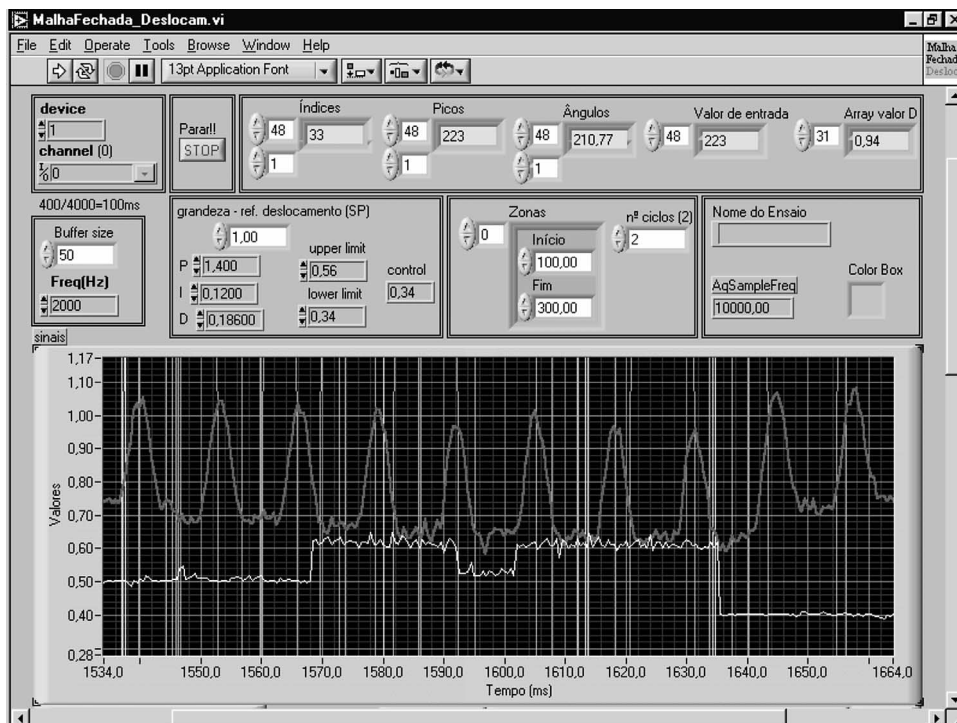 MalhaFechada_Deslocam.vi
File Edit Operate Tools Browse Window Help
Malha
Fechad
Desloc
13pt Application Font
device
1
channel (0)
0
Parar!!
STOP
Índices
48 33
1
Picos
48 223
1
Ângulos
48 210,77
1
Valor de entrada
48 223
Array valor D
31 0,94
400/4000=100ms
Buffer size
50
Freq(Hz)
2000
grandeza - ref. deslocamento (SP)
1,00
P 1,400
I 0,1200
D 0,18600
upper limit
0,56
lower limit
0,34
control
0,34
Zonas
0
Início
100,00
Fim
300,00
nº ciclos (2)
2
Nome do Ensaio
AqSampleFreq
10000,00
Color Box
sinais
Valores
1,17
1,10
1,00
0,90
0,80
0,70
0,60
0,50
0,40
0,28
1534,0 1550,0 1560,0 1570,0 1580,0 1590,0 1600,0 1610,0 1620,0 1630,0 1640,0 1650,0 1664,0
Tempo (ms)